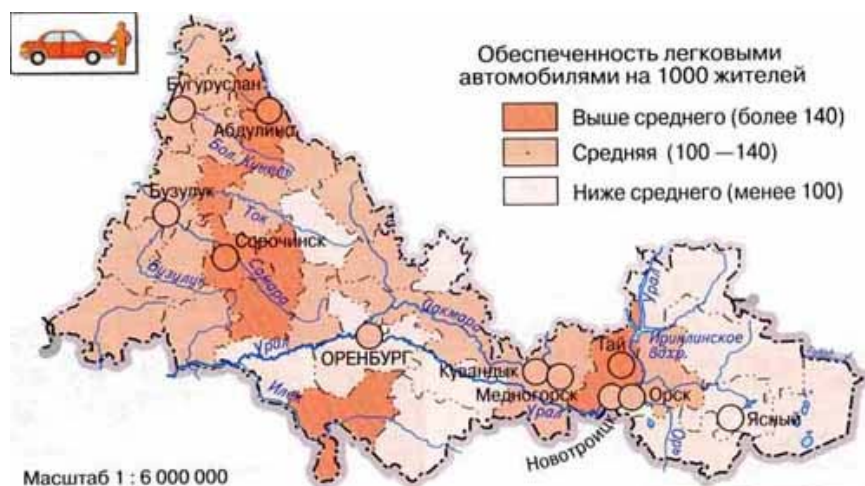 Обеспеченность легковыми
автомобилями на 1000 жителей
Выше среднего (более 140)
Средняя (100 — 140)
Ниже среднего (менее 100)
Бугуруслан
Абдулино
Бол. Кинель
Бузулук
Ток
Сорочинск
Бузулук
Самара
Сакмара
Урал
Урал
ОРЕНБУРГ
Илек
Кувандык
Медногорск
Урал
Гай
Ириклинское
вдхр.
Орск
Новотроицк
Орь
Ясный
Масштаб 1 : 6 000 000